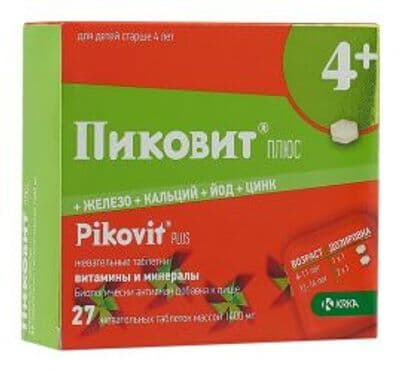 для детей старше 4 лет
4+
Пиковит® плюс
+ ЖЕЛЕЗО + КАЛЬЦИЙ + ЙОД + ЦИНК
Pikovit® PLUS
жевательные таблетки
витамины и минералы
Биологически активная добавка к пище
27 жевательных таблеток массой 1400 мг
ВОЗРАСТ ДОЗИРОВКА
KRKA
ПИКОВИТ